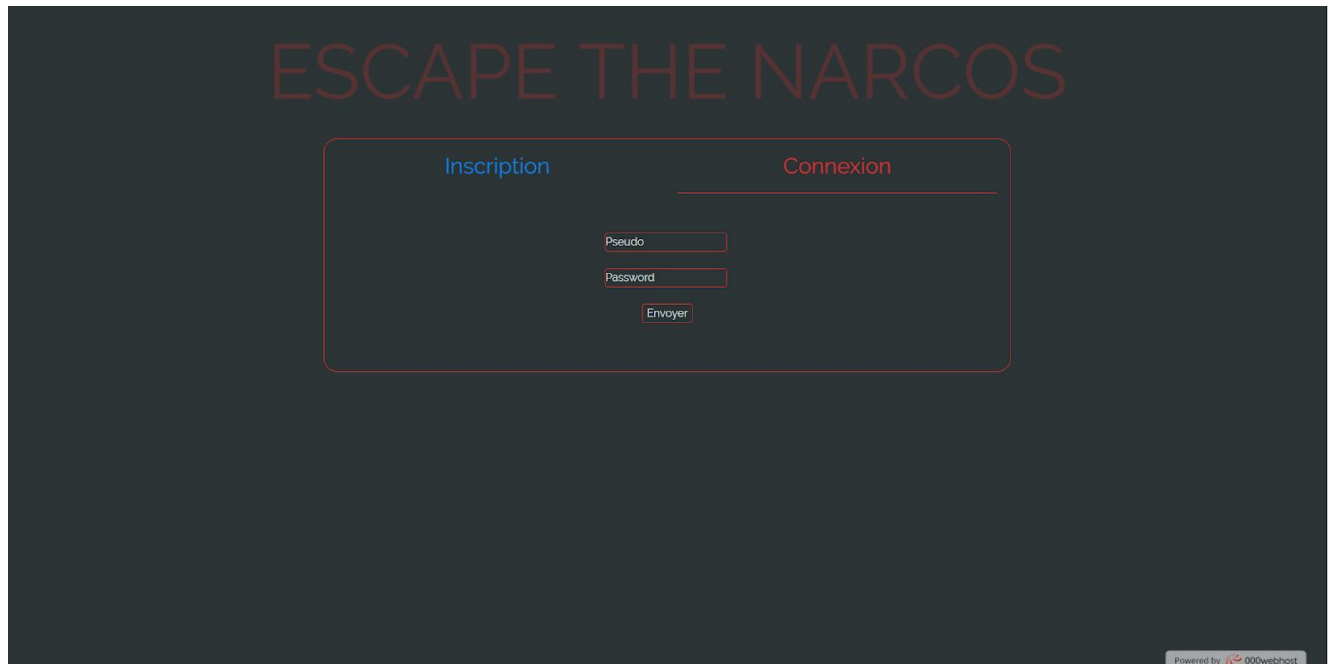 ESCAPE THE NARCOS
Inscription Connexion
Pseudo
Password
Envoyer
Powered by 000webhost